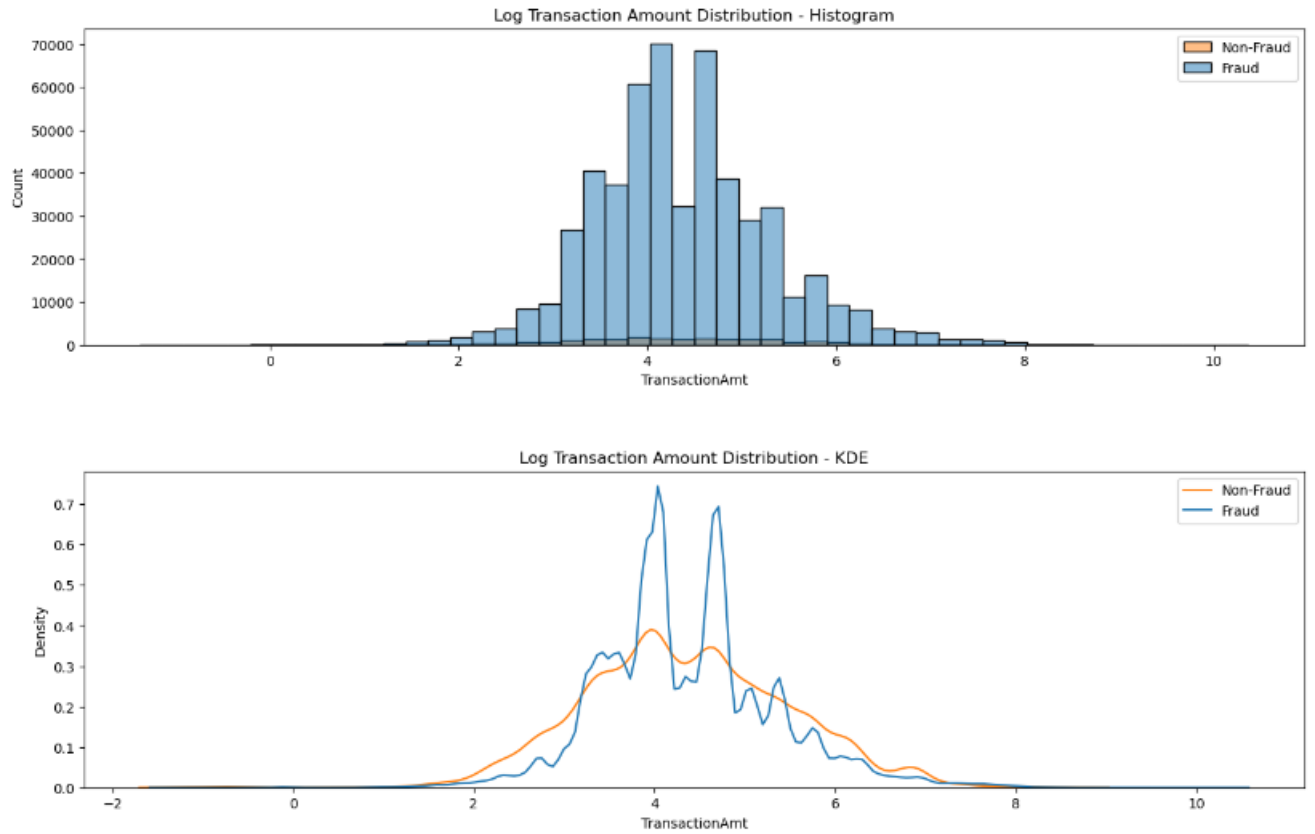 Log Transaction Amount Distribution - Histogram
Non-Fraud
Fraud
70000
60000
50000
40000
30000
20000
10000
0
Count
0 2 4 6 8 10
TransactionAmt
Log Transaction Amount Distribution - KDE
Non-Fraud
Fraud
0.7
0.6
0.5
0.4
0.3
0.2
0.1
0.0
Density
−2 0 2 4 6 8 10
TransactionAmt